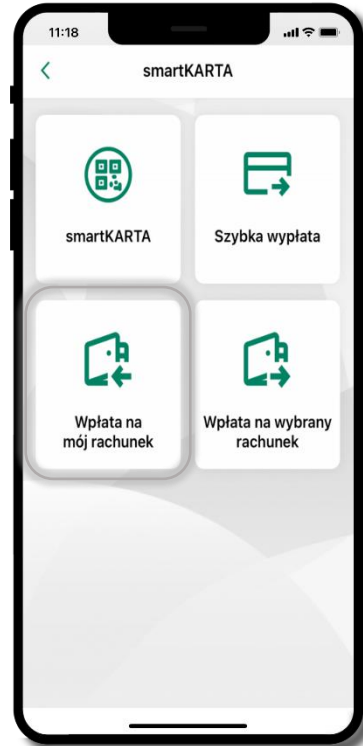 11:18
smartKARTA
smartKARTA
Szybka wypłata
Wpłata na
mój rachunek
Wpłata na wybrany
rachunek